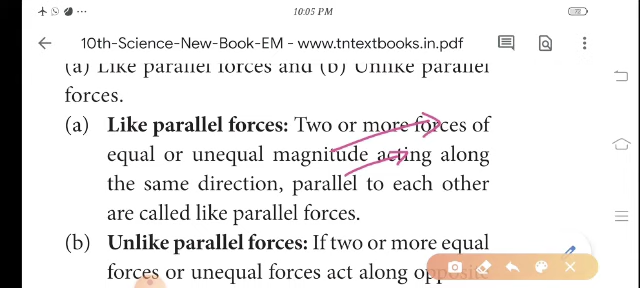 10:05 PM
10th-Science-New-Book-EM - www.tntextbooks.in.pdf
(a) Like parallel forces and (b) Unlike parallel
forces.
(a) Like parallel forces: Two or more forces of
equal or unequal magnitude acting along
the same direction, parallel to each other
are called like parallel forces.
(b) Unlike parallel forces: If two or more equal
forces or unequal forces act along opposite